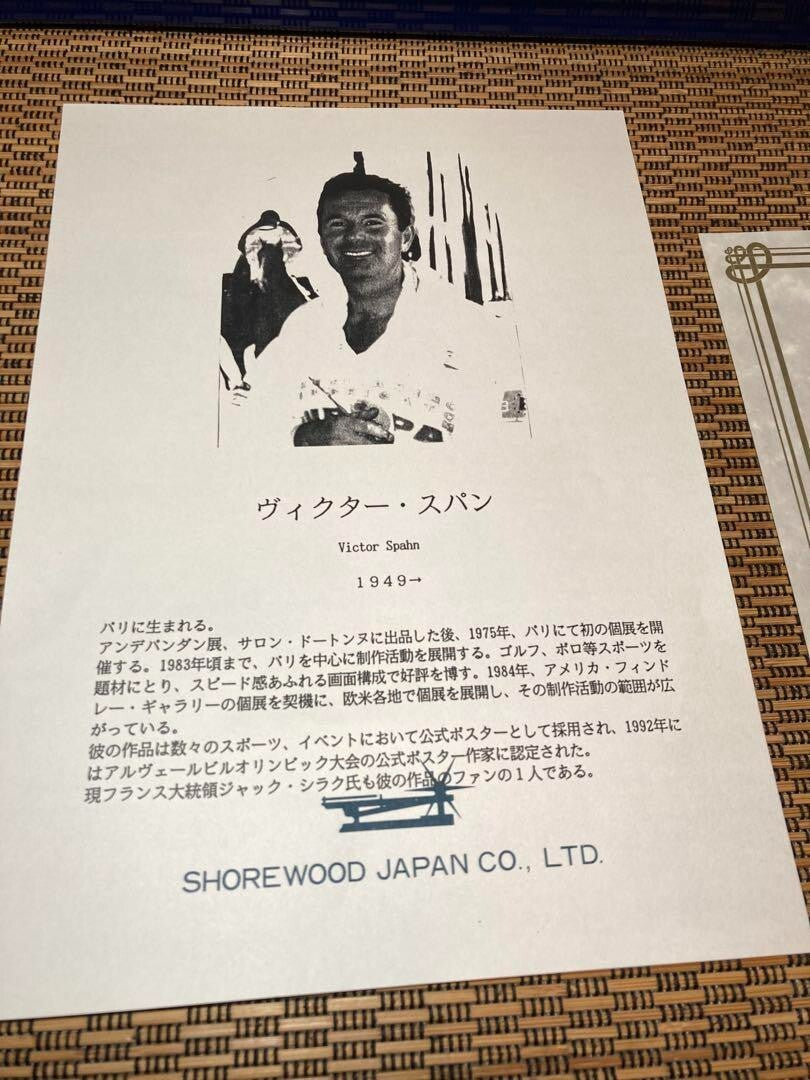 ヴィクター・スパン
Victor Spahn
1949→
パリに生まれる。
アンデパンダン展、サロン・ドートンヌに出品した後、1975年、パリにて初の個展を開
催する。1983年頃まで、パリを中心に制作活動を展開する。ゴルフ、ポロ等スポーツを
題材にとり、スピード感あふれる画面構成で好評を博す。1984年、アメリカ・フィンド
レー・ギャラリーの個展を契機に、欧米各地で個展を展開し、その制作活動の範囲が広
がっている。
彼の作品は数々のスポーツ、イベントにおいて公式ポスターとして採用され、1992年に
はアルヴェールビルオリンピック大会の公式ポスター作家に認定された。
現フランス大統領ジャック・シラク氏も彼の作品のファンの1人である。
SHOREWOOD JAPAN CO., LTD.